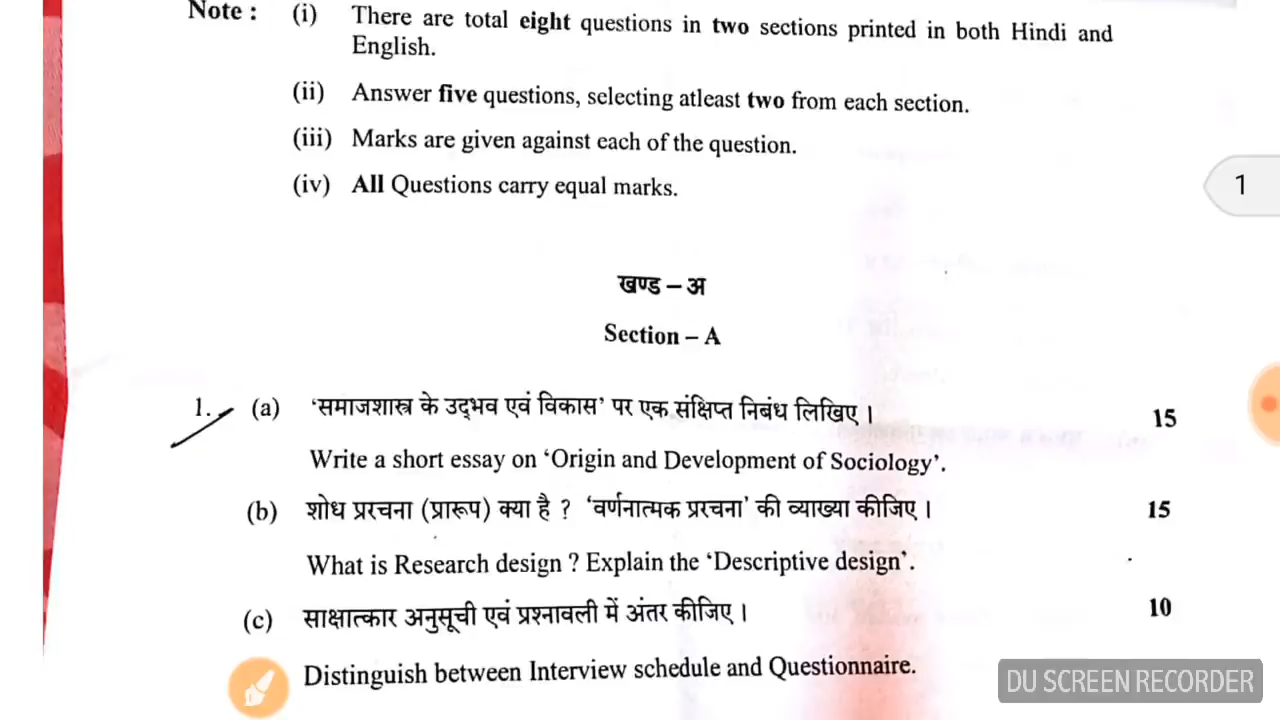 Note : (i) There are total eight questions in two sections printed in both Hindi and
English.
(ii) Answer five questions, selecting atleast two from each section.
(iii) Marks are given against each of the question.
(iv) All Questions carry equal marks.
1
खण्ड – अ
Section – A
1. (a) ‘समाजशास्त्र के उद्भव एवं विकास’ पर एक संक्षिप्त निबंध लिखिए । 15
Write a short essay on ‘Origin and Development of Sociology’.
(b) शोध प्ररचना (प्रारूप) क्या है ? ‘वर्णनात्मक प्ररचना’ की व्याख्या कीजिए । 15
What is Research design ? Explain the ‘Descriptive design’.
(c) साक्षात्कार अनुसूची एवं प्रश्नावली में अंतर कीजिए । 10
Distinguish between Interview schedule and Questionnaire.
DU SCREEN RECORDER